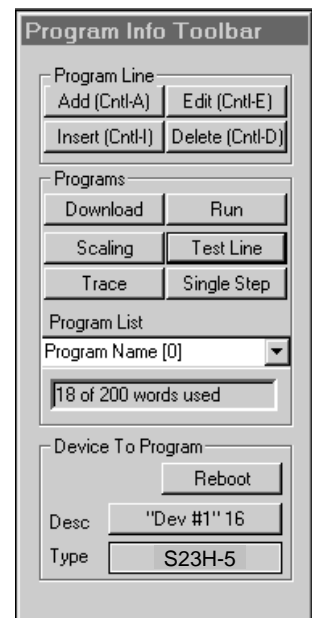 Program Info Toolbar
Program Line
Add (Cntl-A) Edit (Cntl-E)
Insert (Cntl-I) Delete (Cntl-D)
Programs
Download Run
Scaling Test Line
Trace Single Step
Program List
Program Name [0]
18 of 200 words used
Device To Program
Reboot
Desc "Dev #1" 16
Type S23H-5